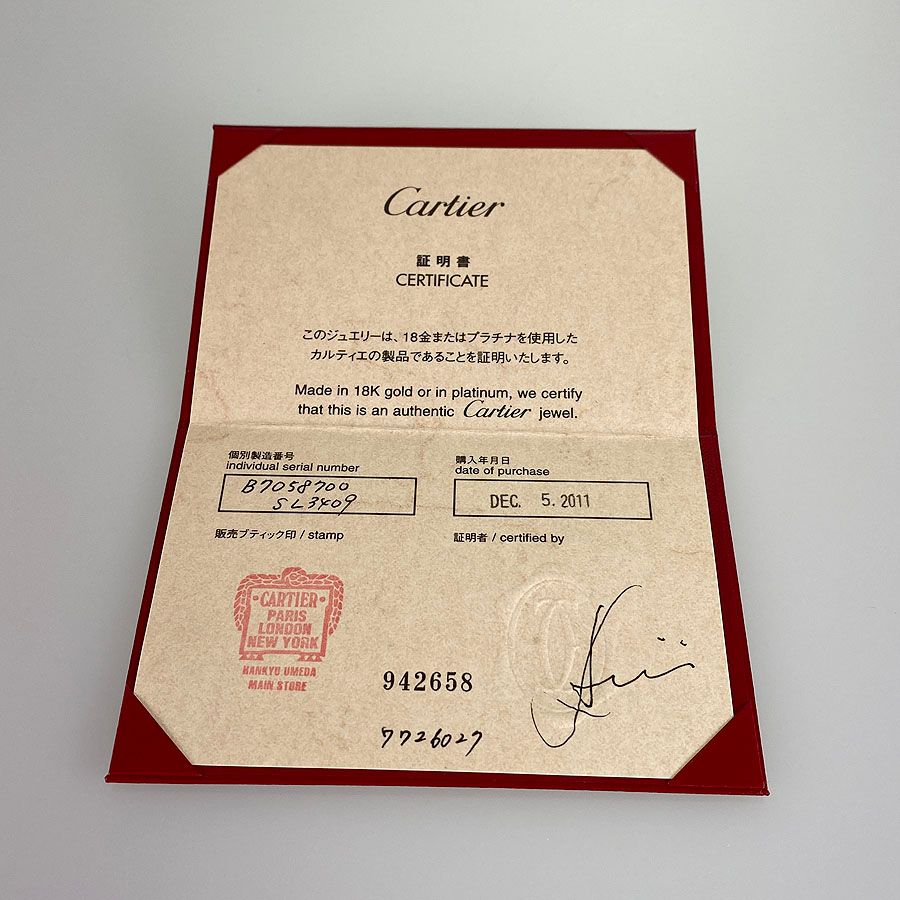 Cartier
証明書
CERTIFICATE
このジュエリーは、18金またはプラチナを使用した
カルティエの製品であることを証明いたします。
Made in 18K gold or in platinum, we certify
that this is an authentic Cartier jewel.
個別製造番号
individual serial number
B7058700
SL3409
購入年月日
date of purchase
DEC. 5. 2011
販売ブティック印 / stamp
証明者 / certified by
CARTIER
PARIS
LONDON
NEW YORK
HANKYU UMEDA
MAIN STORE
942658
7726027